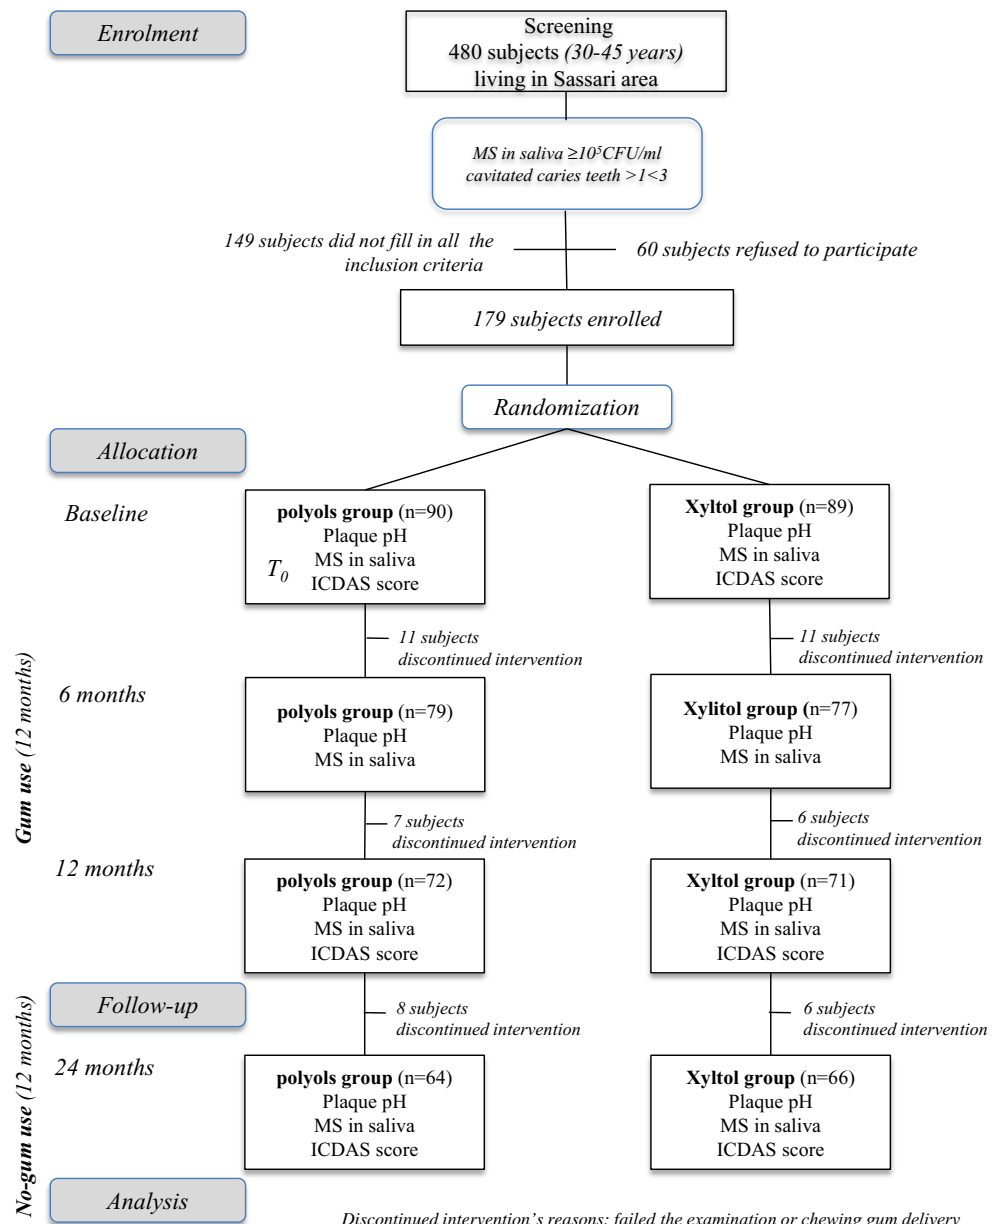 Enrolment
Screening
480 subjects (30-45 years)
living in Sassari area
MS in saliva ≥10⁵CFU/ml
cavitated caries teeth >1<3
149 subjects did not fill in all the
inclusion criteria
60 subjects refused to participate
179 subjects enrolled
Randomization
Allocation
Baseline
polyols group (n=90)
Plaque pH
T₀ MS in saliva
ICDAS score
Xyltol group (n=89)
Plaque pH
MS in saliva
ICDAS score
11 subjects
discontinued intervention
11 subjects
discontinued intervention
Gum use (12 months)
6 months
polyols group (n=79)
Plaque pH
MS in saliva
Xylitol group (n=77)
Plaque pH
MS in saliva
7 subjects
discontinued intervention
6 subjects
discontinued intervention
12 months
polyols group (n=72)
Plaque pH
MS in saliva
ICDAS score
Xyltol group (n=71)
Plaque pH
MS in saliva
ICDAS score
Follow-up
8 subjects
discontinued intervention
6 subjects
discontinued intervention
No-gum use (12 months)
24 months
polyols group (n=64)
Plaque pH
MS in saliva
ICDAS score
Xyltol group (n=66)
Plaque pH
MS in saliva
ICDAS score
Analysis
Discontinued intervention's reasons: failed the examination or chewing gum delivery